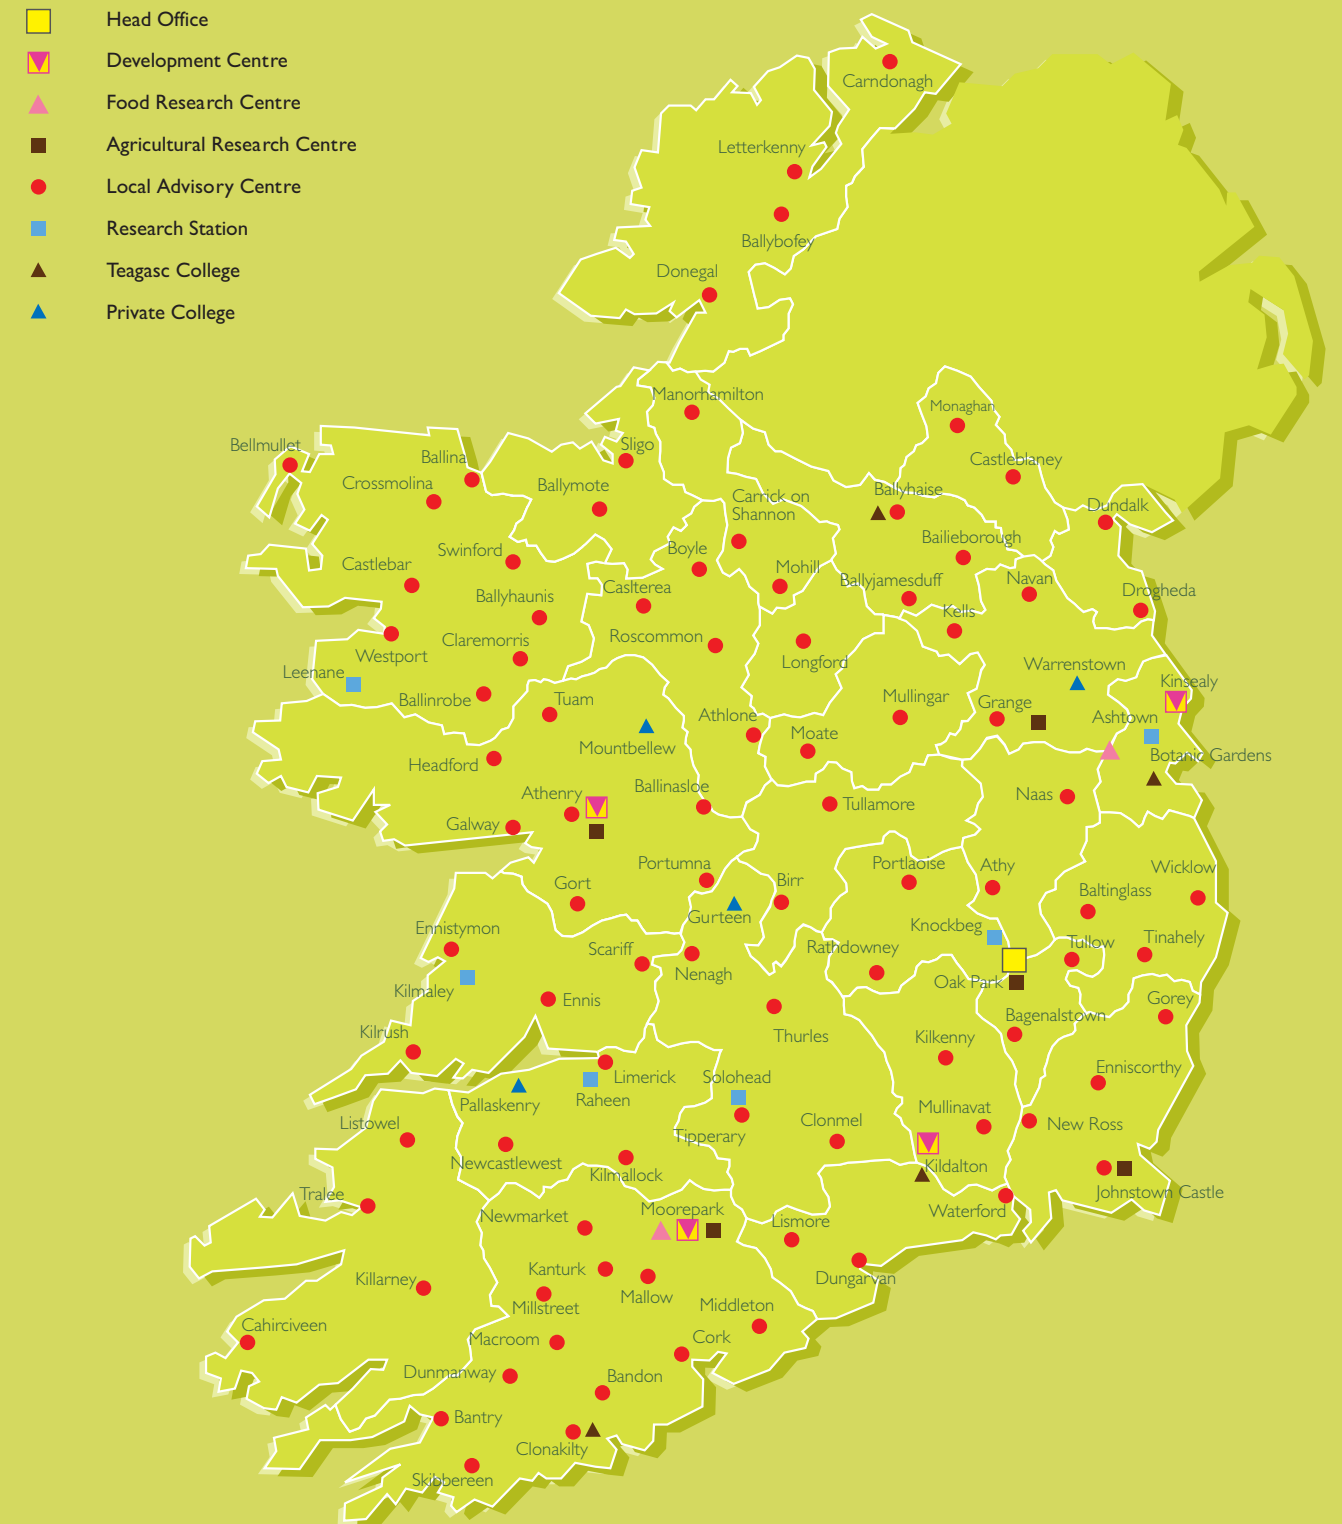 Head Office
Development Centre
Food Research Centre
Agricultural Research Centre
Local Advisory Centre
Research Station
Teagasc College
Private College
Carndonagh
Letterkenny
Ballybofey
Donegal
Manorhamilton
Monaghan
Sligo
Bellmullet
Ballina
Castleblaney
Crossmolina
Ballymote
Ballyhaise
Carrick on
Shannon
Dundalk
Bailieborough
Swinford
Boyle
Castlebar
Mohill
Ballyjamesduff
Navan
Caslterea
Drogheda
Ballyhaunis
Kells
Roscommon
Claremorris
Westport
Longford
Warrenstown
Leenane
Kinsealy
Ballinrobe
Tuam
Mullingar
Grange
Athlone
Ashtown
Moate
Mountbellew
Botanic Gardens
Headford
Ballinasloe
Athenry
Naas
Tullamore
Galway
Portumna
Portlaoise
Athy
Wicklow
Gort
Birr
Baltinglass
Gurteen
Knockbeg
Ennistymon
Tinahely
Scariff
Rathdowney
Tullow
Nenagh
Oak Park
Kilmaley
Ennis
Gorey
Bagenalstown
Kilrush
Thurles
Kilkenny
Enniscorthy
Limerick
Solohead
Raheen
Pallaskenry
Mullinavat
Listowel
Clonmel
New Ross
Tipperary
Newcastlewest
Kildalton
Kilmallock
Johnstown Castle
Tralee
Moorepark
Waterford
Newmarket
Lismore
Kanturk
Killarney
Dungarvan
Mallow
Millstreet
Middleton
Cahirciveen
Macroom
Cork
Dunmanway
Bandon
Bantry
Clonakilty
Skibbereen